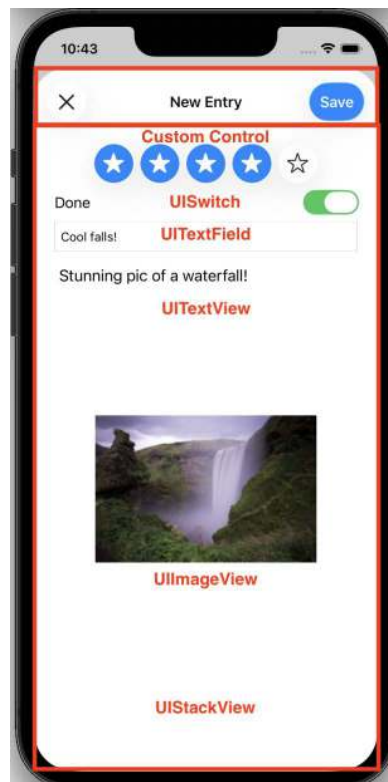 10:43
New Entry
Save
Custom Control
Done
UISwitch
Cool falls!
UITextField
Stunning pic of a waterfall!
UITextView
UIImageView
UIStackView